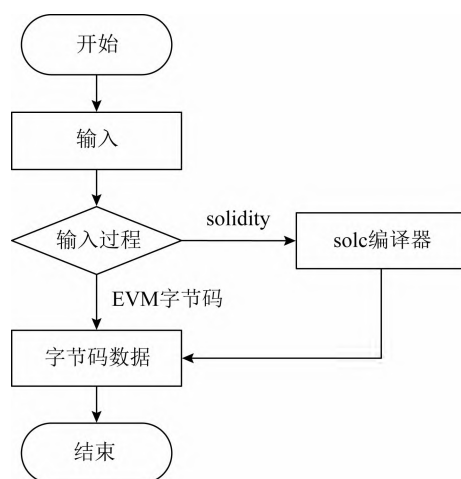 开始
输入
输入过程
solidity
solc编译器
EVM字节码
字节码数据
结束